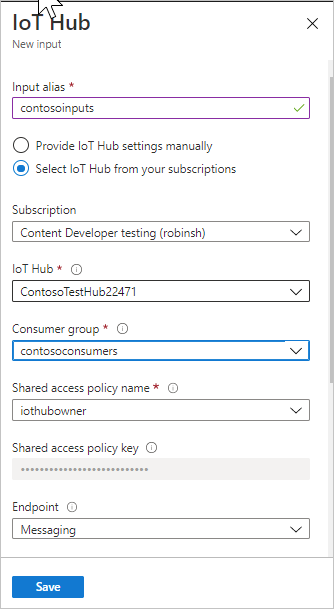 IoT Hub
New input
Input alias *
contosoinputs
Provide IoT Hub settings manually
Select IoT Hub from your subscriptions
Subscription
Content Developer testing (robinsh)
IoT Hub *
ContosoTestHub22471
Consumer group *
contosoconsumers
Shared access policy name *
iothubowner
Shared access policy key
••••••••••••••••••••••••••••
Endpoint
Messaging
Save